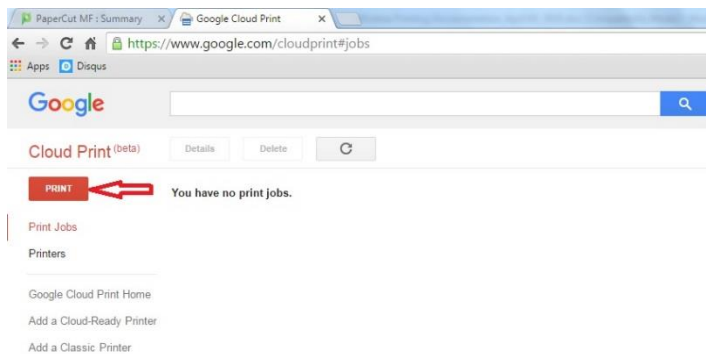 PaperCut MF : Summary
Google Cloud Print
https://www.google.com/cloudprint#jobs
Apps Disqus
Google
Cloud Print (beta) Details Delete
PRINT
You have no print jobs.
Print Jobs
Printers
Google Cloud Print Home
Add a Cloud-Ready Printer
Add a Classic Printer